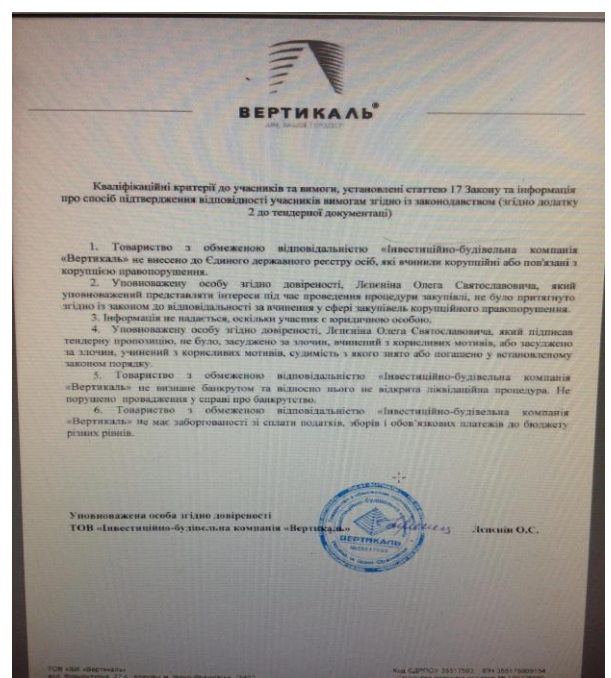 ВЕРТИКАЛЬ®
Кваліфікаційні критерії до учасників та вимоги, установлені статтею 17 Закону та інформація
про спосіб підтвердження відповідності учасників вимогам згідно із законодавством (згідно додатку
2 до тендерної документації)
1. Товариство з обмеженою відповідальністю «Інвестиційно-будівельна компанія
«Вертикаль» не внесено до Єдиного державного реєстру осіб, які вчинили корупційні або пов'язані з
корупцією правопорушення.
2. Уповноважену особу згідно довіреності, Лепеніна Олега Святославовича, який
уповноважений представляти інтереси під час проведення процедури закупівлі, не було притягнуто
згідно із законом до відповідальності за вчинення у сфері закупівель корупційного правопорушення.
3. Інформація не надається, оскільки учасник є юридичною особою.
4. Уповноважену особу згідно довіреності, Лепеніна Олега Святославовича, який підписав
тендерну пропозицію, не було, засуджено за злочин, вчинений з корисливих мотивів, або засуджено
за злочин, учинений з корисливих мотивів, судимість з якого знято або погашено у встановленому
законом порядку.
5. Товариство з обмеженою відповідальністю «Інвестиційно-будівельна компанія
«Вертикаль» не визнане банкрутом та відносно нього не відкрита ліквідаційна процедура. Не
порушено провадження у справі про банкрутство.
6. Товариство з обмеженою відповідальністю «Інвестиційно-будівельна компанія
«Вертикаль» не має заборгованості зі сплати податків, зборів і обов'язкових платежів до бюджету
різних рівнів.
Уповноважена особа згідно довіреності
ТОВ «Інвестиційно-будівельна компанія «Вертикаль»
Лепенін О.С.
ВЕРТИКАЛЬ
ТОВ «ІБК «Вертикаль»
Код ЄДРПОУ